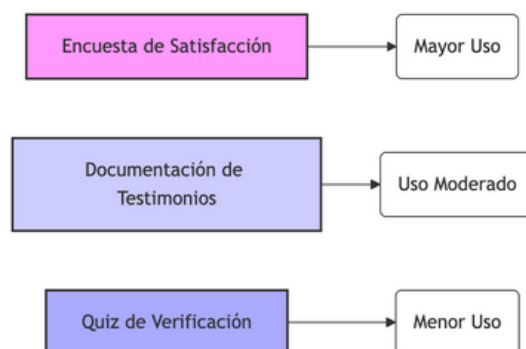 Encuesta de Satisfacción
Mayor Uso
Documentación de
Testimonios
Uso Moderado
Quiz de Verificación
Menor Uso